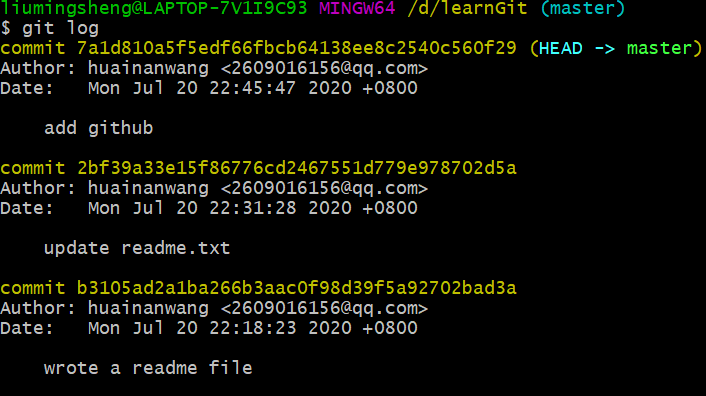 liumingsheng@LAPTOP-7V1I9C93 MINGW64 /d/learnGit (master)
$ git log
commit 7a1d810a5f5edf66fbcb64138ee8c2540c560f29 (HEAD -> master)
Author: huainanwang <2609016156@qq.com>
Date:   Mon Jul 20 22:45:47 2020 +0800
    add github
commit 2bf39a33e15f86776cd2467551d779e978702d5a
Author: huainanwang <2609016156@qq.com>
Date:   Mon Jul 20 22:31:28 2020 +0800
    update readme.txt
commit b3105ad2a1ba266b3aac0f98d39f5a92702bad3a
Author: huainanwang <2609016156@qq.com>
Date:   Mon Jul 20 22:18:23 2020 +0800
    wrote a readme file